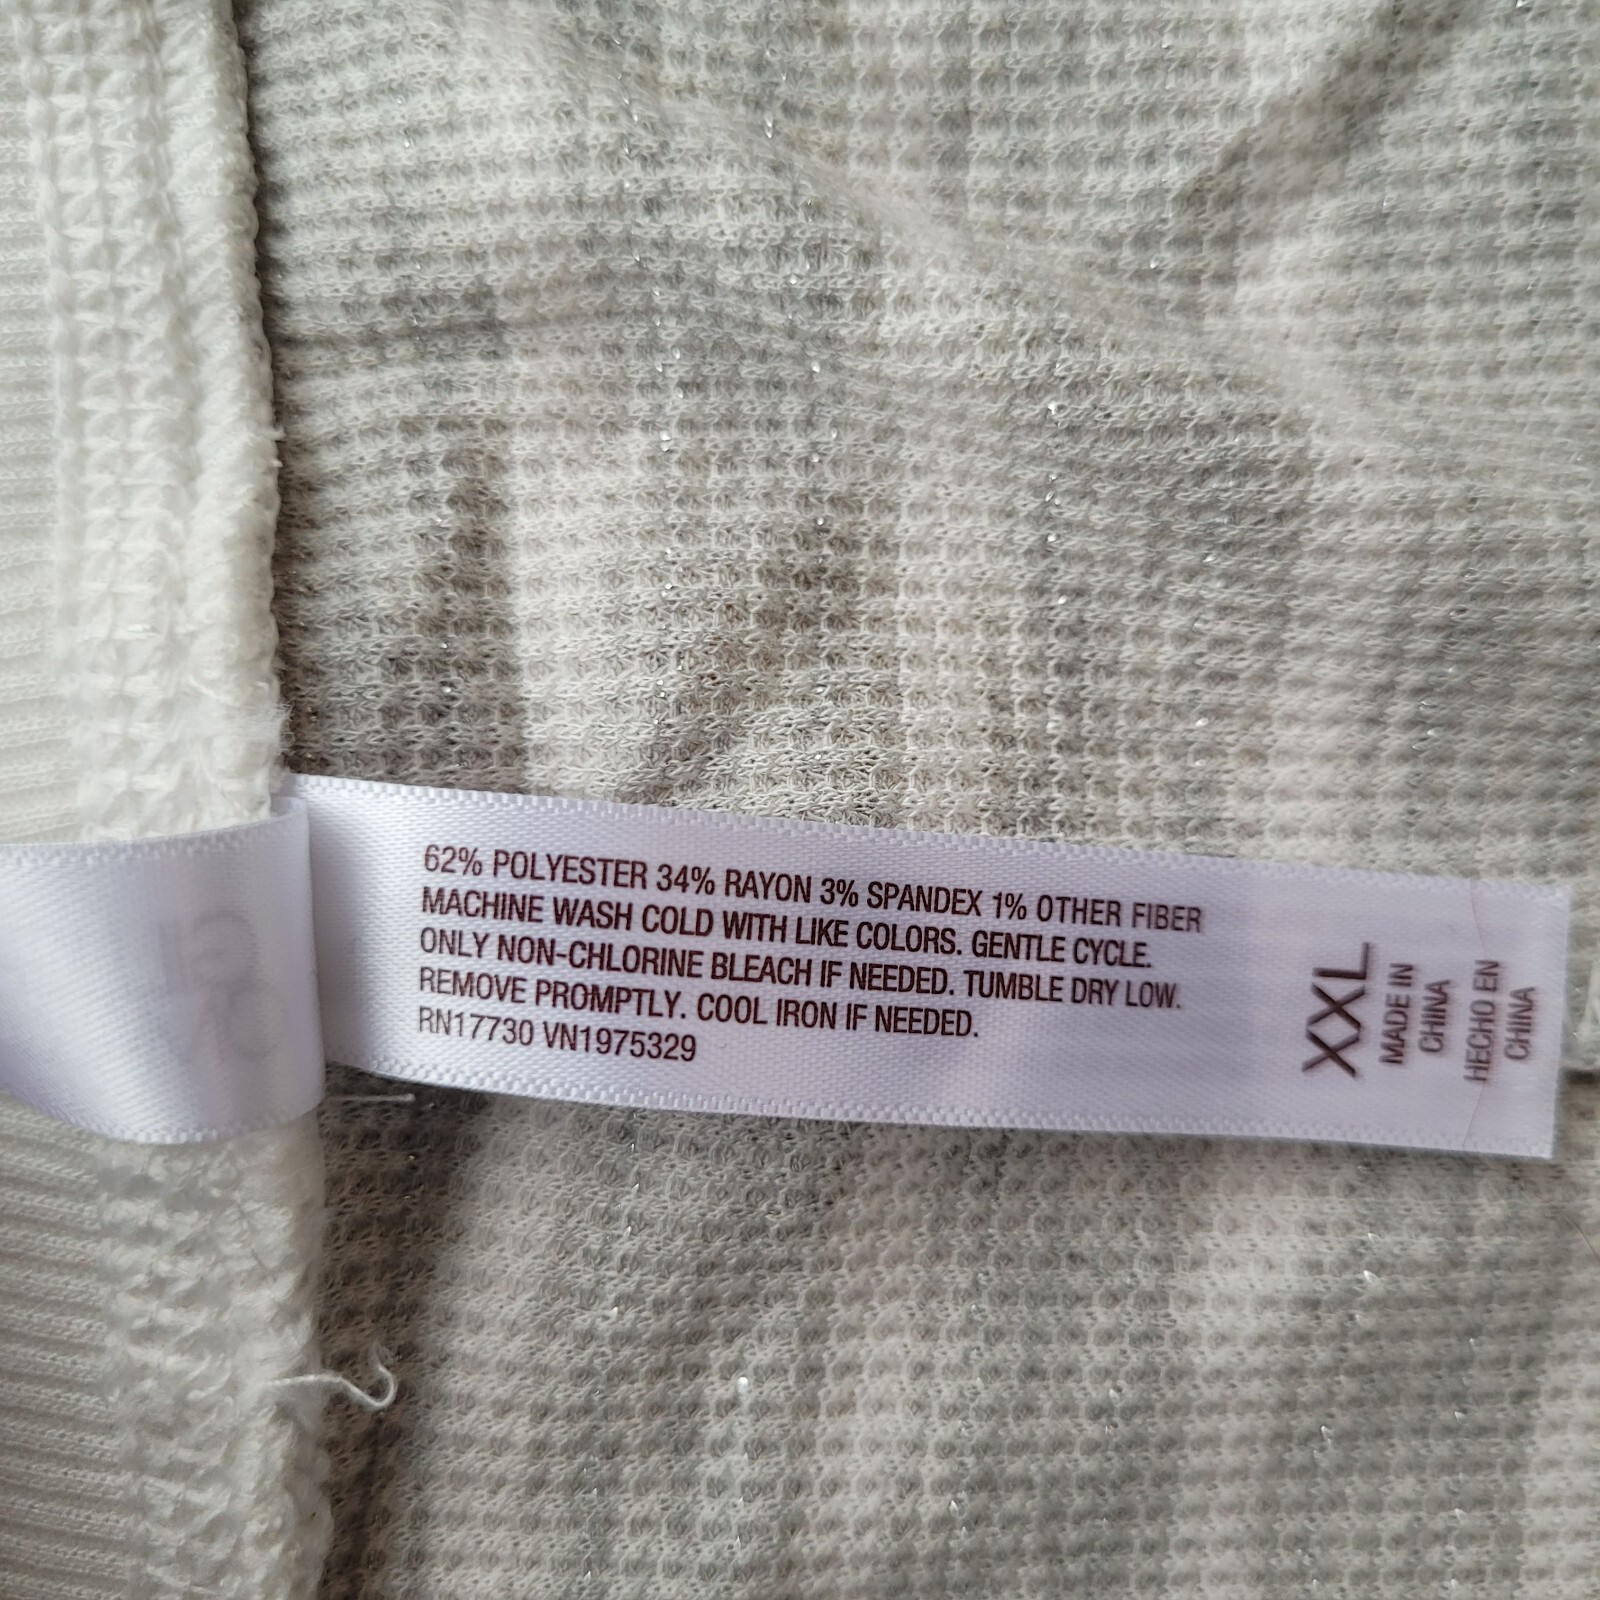 62% POLYESTER 34% RAYON 3% SPANDEX 1% OTHER FIBER
MACHINE WASH COLD WITH LIKE COLORS. GENTLE CYCLE.
ONLY NON-CHLORINE BLEACH IF NEEDED. TUMBLE DRY LOW.
REMOVE PROMPTLY. COOL IRON IF NEEDED.
RN17730 VN1975329
XXL
MADE IN
CHINA
HECHO EN
CHINA